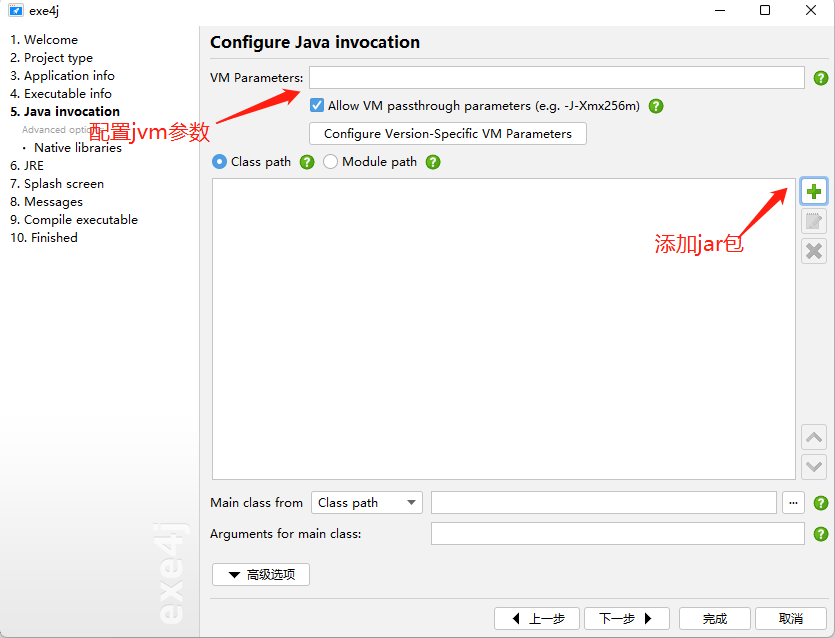 exe4j
1. Welcome
2. Project type
3. Application info
4. Executable info
5. Java invocation
Advanced options
· Native libraries
6. JRE
7. Splash screen
8. Messages
9. Compile executable
10. Finished
exe4j
Configure Java invocation
VM Parameters:
Allow VM passthrough parameters (e.g. -J-Xmx256m)
配置jvm参数
Configure Version-Specific VM Parameters
Class path Module path
添加jar包
Main class from Class path ...
Arguments for main class:
高级选项
上一步 下一步 完成 取消